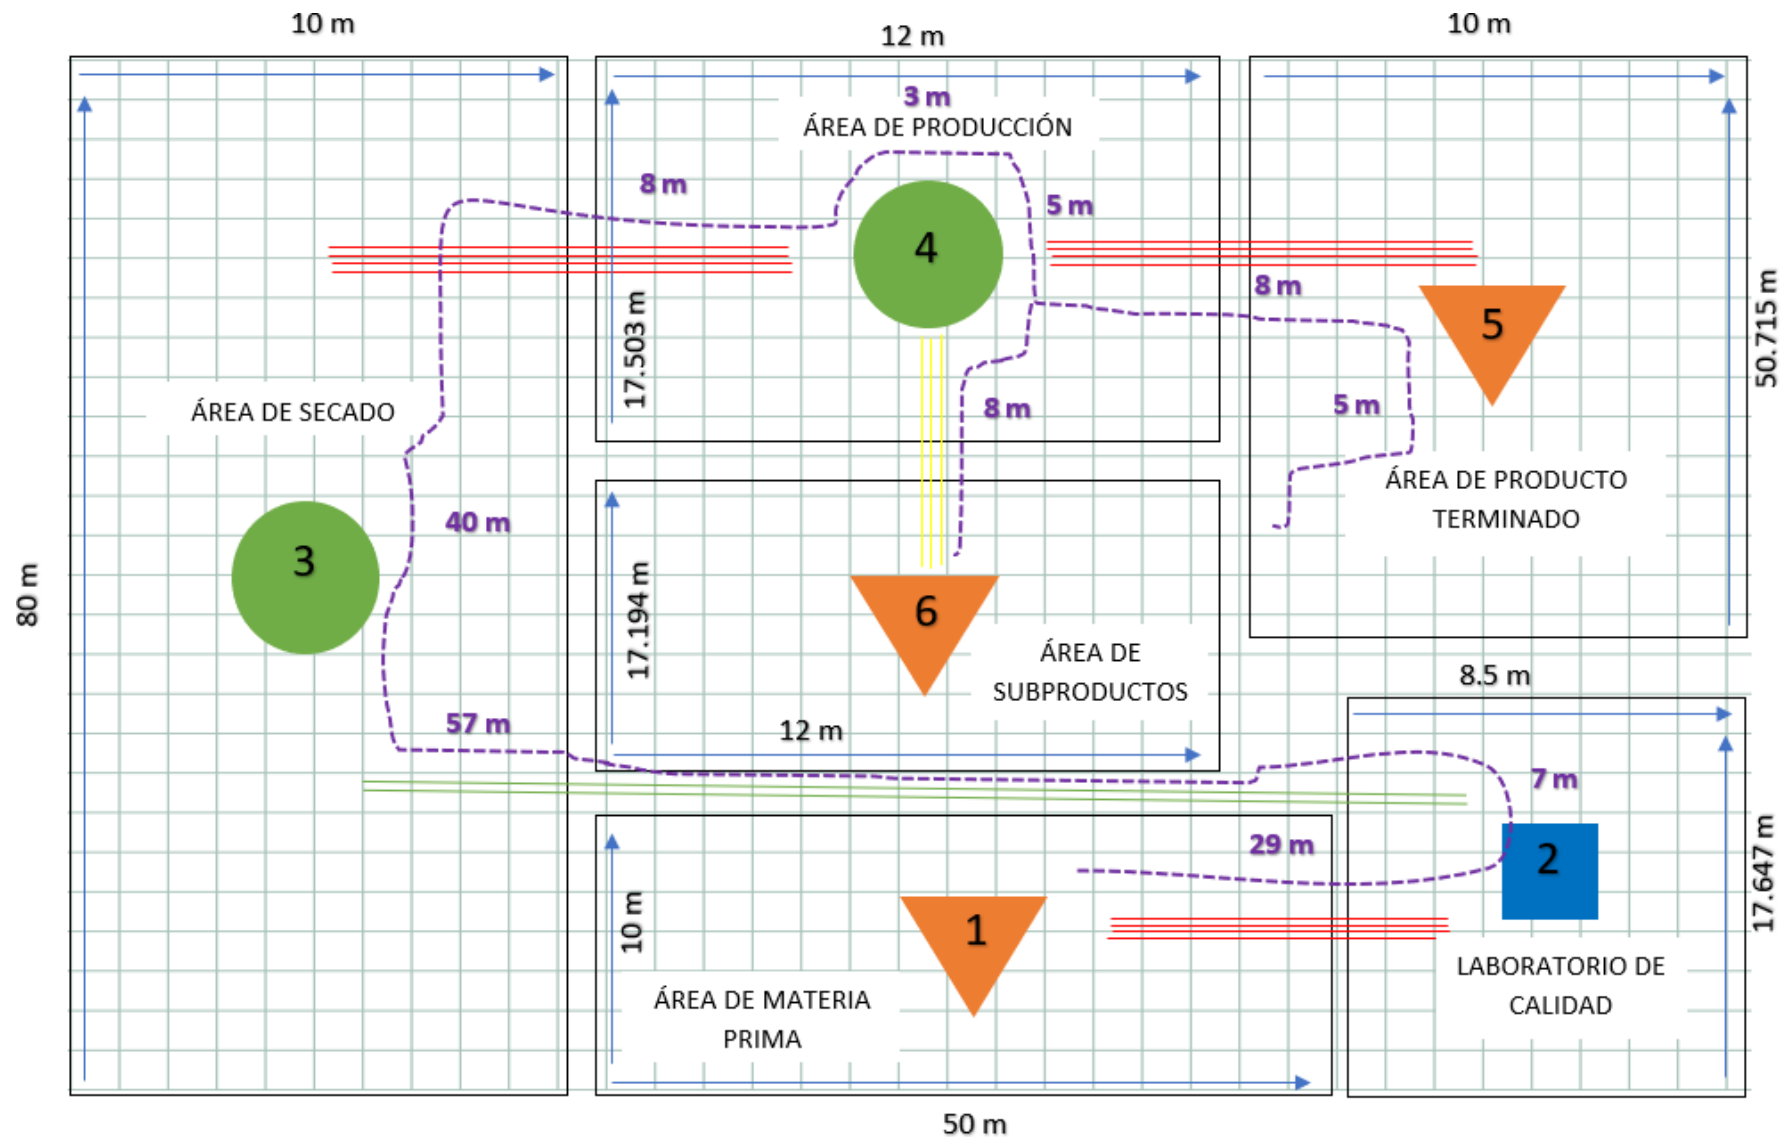 10 m
12 m
10 m
3 m
ÁREA DE PRODUCCIÓN
8 m
5 m
4
8 m
5
17.503 m
50.715 m
ÁREA DE SECADO
8 m
5 m
ÁREA DE PRODUCTO
TERMINADO
40 m
3
80 m
17.194 m
6
ÁREA DE
SUBPRODUCTOS
8.5 m
57 m
12 m
7 m
29 m
2
17.647 m
10 m
1
ÁREA DE MATERIA
PRIMA
LABORATORIO DE
CALIDAD
50 m